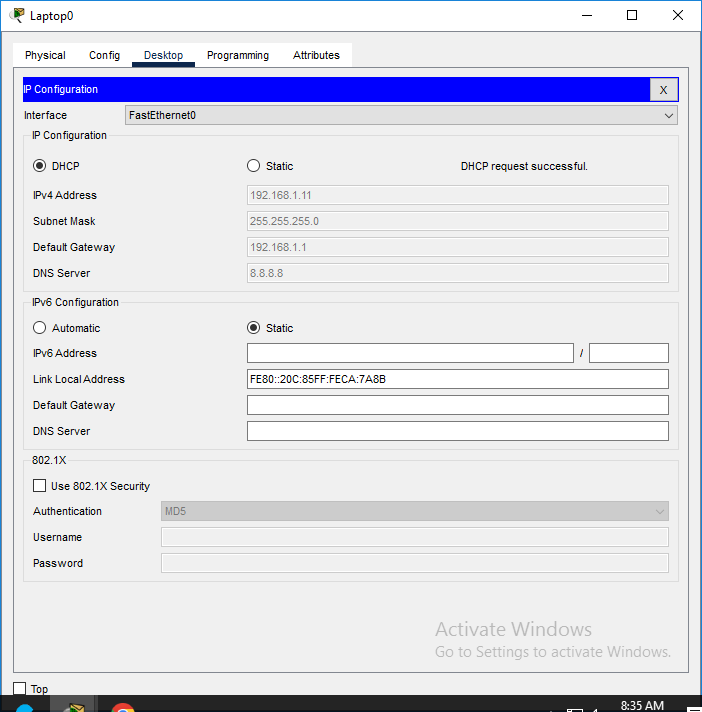 Laptop0
Physical Config Desktop Programming Attributes
IP Configuration X
Interface FastEthernet0
IP Configuration
DHCP Static DHCP request successful.
IPv4 Address 192.168.1.11
Subnet Mask 255.255.255.0
Default Gateway 192.168.1.1
DNS Server 8.8.8.8
IPv6 Configuration
Automatic Static
IPv6 Address /
Link Local Address FE80::20C:85FF:FECA:7A8B
Default Gateway
DNS Server
802.1X
Use 802.1X Security
Authentication MD5
Username
Password
Activate Windows
Go to Settings to activate Windows.
Top
8:35 AM